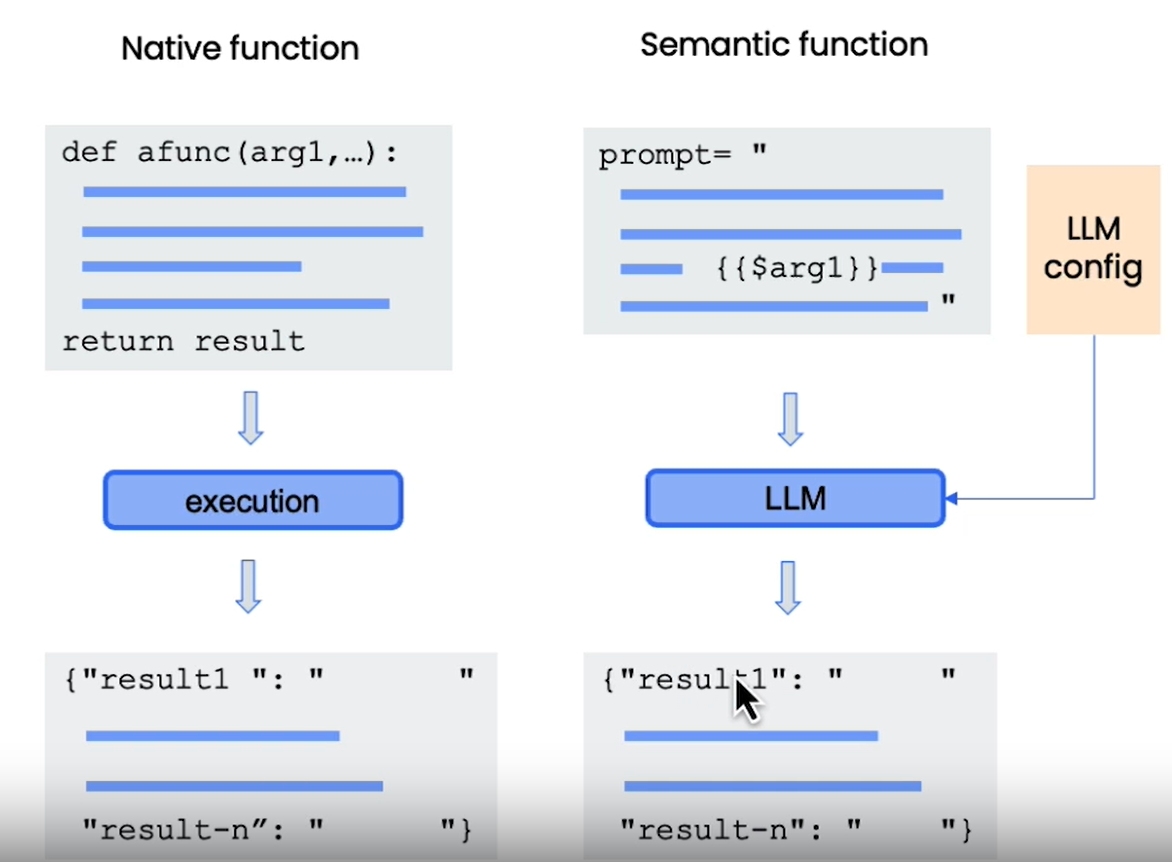 Native function
def afunc(arg1,…):
return result
execution
{"result1 ": " "
"result-n": " "}
Semantic function
prompt= "
{{$arg1}}
"
LLM
config
LLM
{"result1": " "
"result-n": " "}